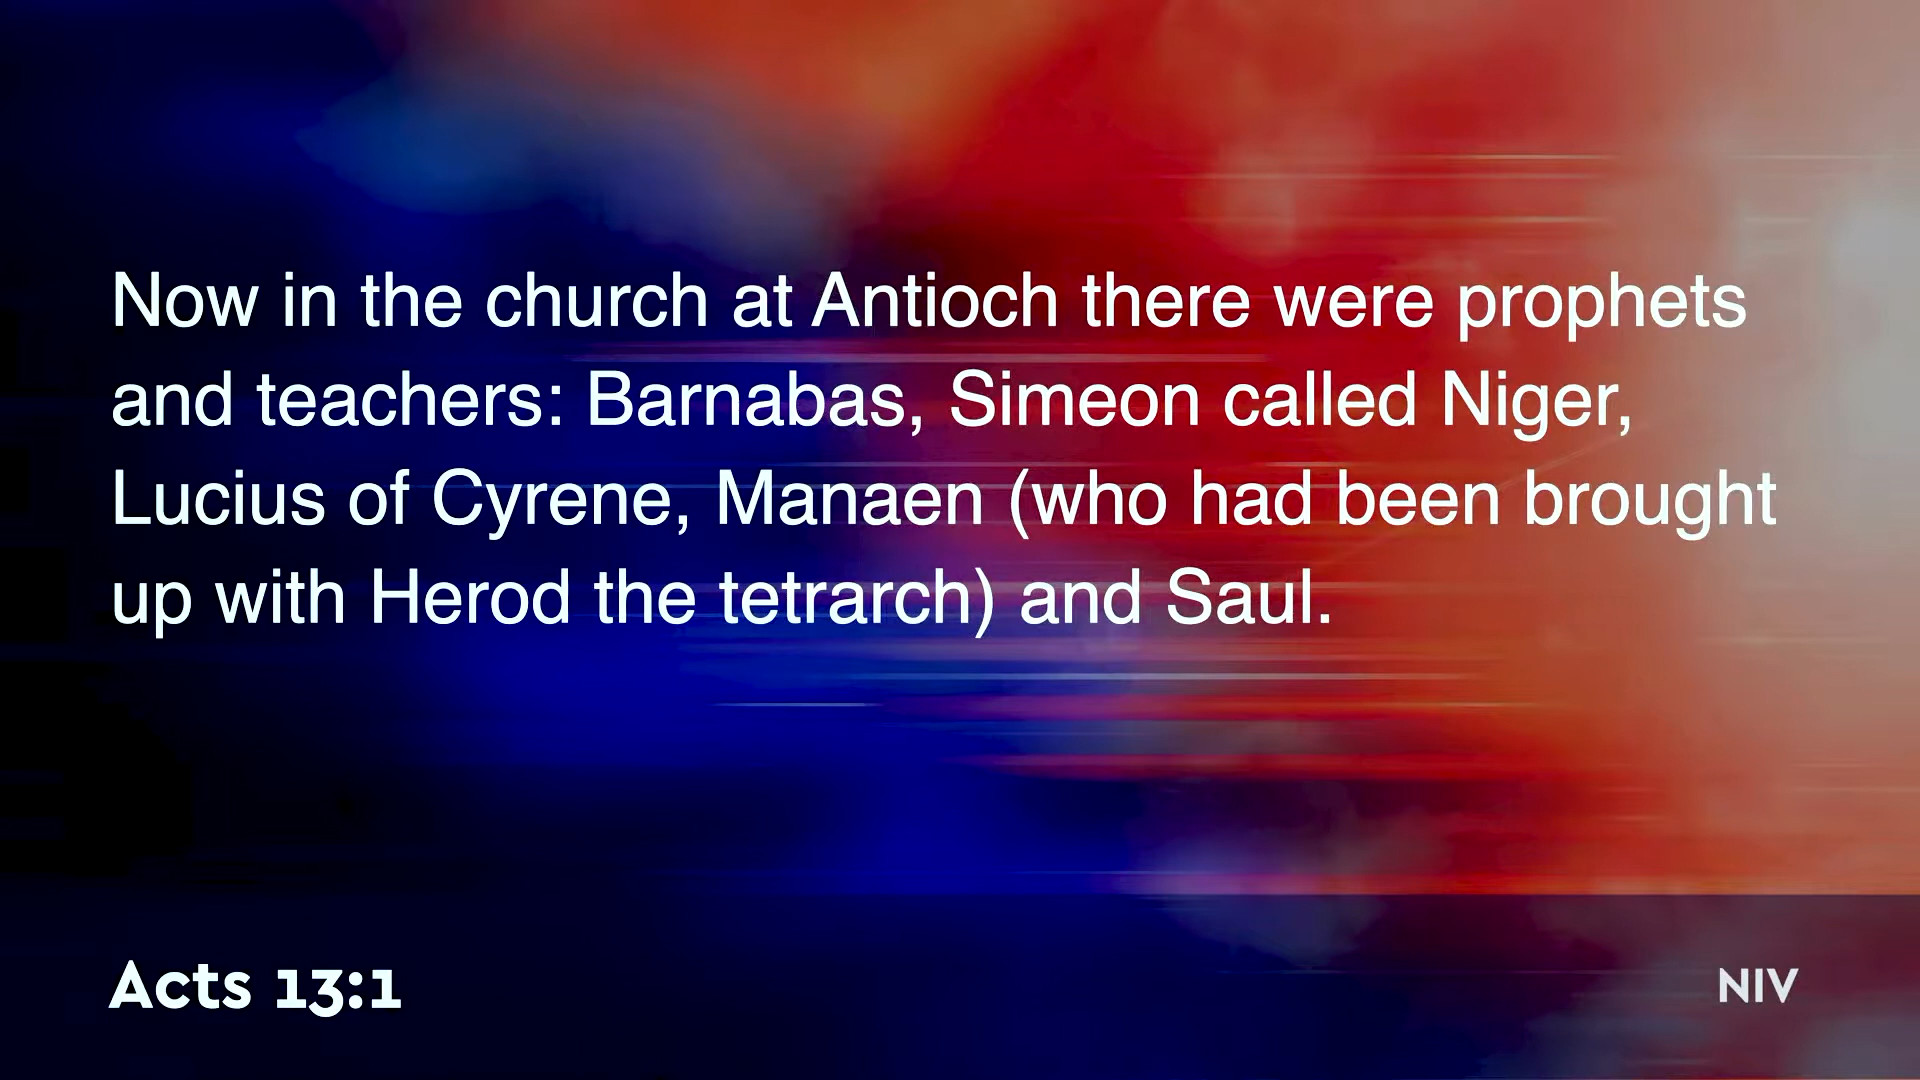 Now in the church at Antioch there were prophets
and teachers: Barnabas, Simeon called Niger,
Lucius of Cyrene, Manaen (who had been brought
up with Herod the tetrarch) and Saul.
Acts 13:1
NIV